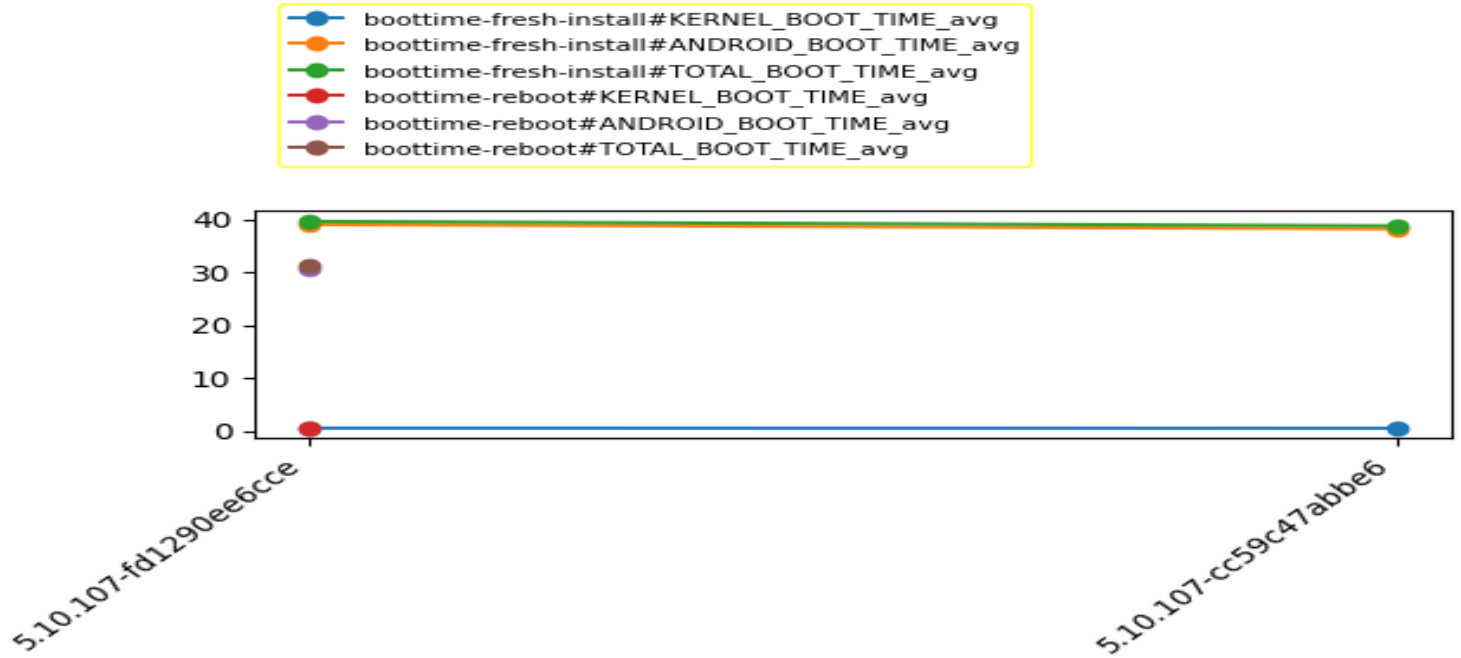 boottime-fresh-install#KERNEL_BOOT_TIME_avg
boottime-fresh-install#ANDROID_BOOT_TIME_avg
boottime-fresh-install#TOTAL_BOOT_TIME_avg
boottime-reboot#KERNEL_BOOT_TIME_avg
boottime-reboot#ANDROID_BOOT_TIME_avg
boottime-reboot#TOTAL_BOOT_TIME_avg
40
30
20
10
0
5.10.107-fd1290ee6cce
5.10.107-cc59c47abbe6